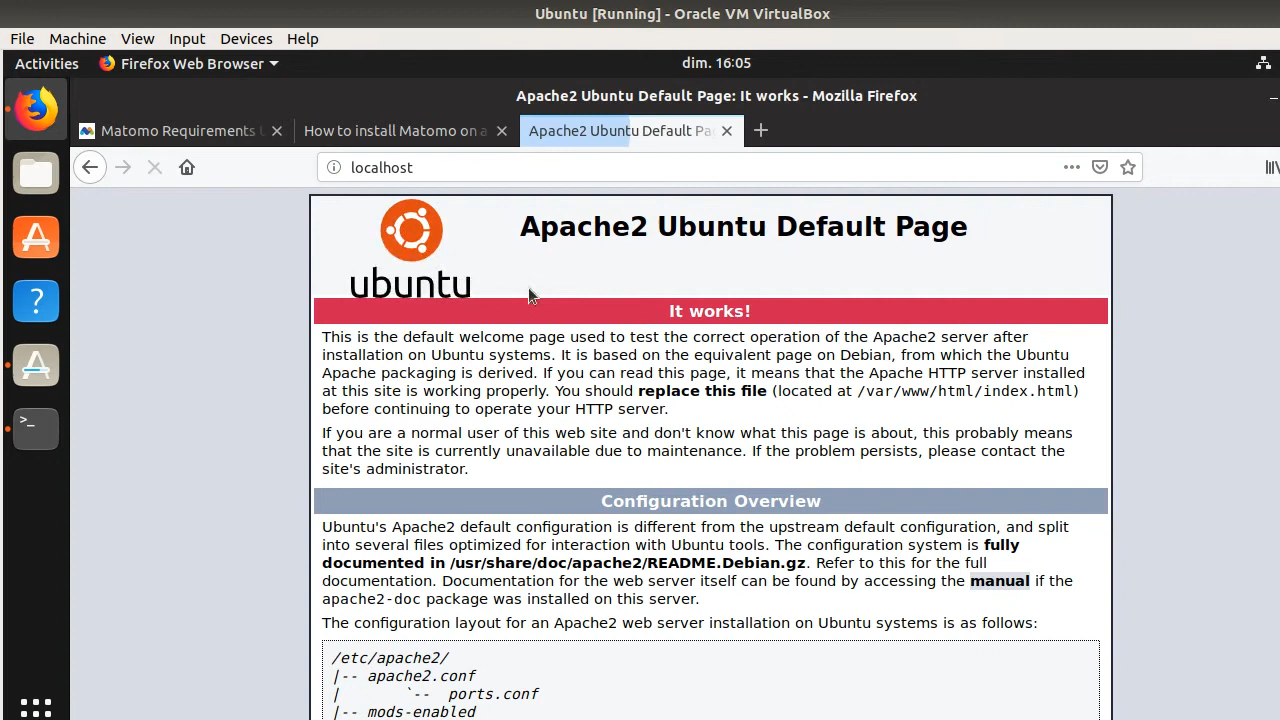 Ubuntu [Running] - Oracle VM VirtualBox
File Machine View Input Devices Help
Activities Firefox Web Browser dim. 16:05
Apache2 Ubuntu Default Page: It works - Mozilla Firefox
Matomo Requirements How to install Matomo on a Apache2 Ubuntu Default Pa
localhost
ubuntu
Apache2 Ubuntu Default Page
It works!
This is the default welcome page used to test the correct operation of the Apache2 server after
installation on Ubuntu systems. It is based on the equivalent page on Debian, from which the Ubuntu
Apache packaging is derived. If you can read this page, it means that the Apache HTTP server installed
at this site is working properly. You should replace this file (located at /var/www/html/index.html)
before continuing to operate your HTTP server.
If you are a normal user of this web site and don't know what this page is about, this probably means
that the site is currently unavailable due to maintenance. If the problem persists, please contact the
site's administrator.
Configuration Overview
Ubuntu's Apache2 default configuration is different from the upstream default configuration, and split
into several files optimized for interaction with Ubuntu tools. The configuration system is fully
documented in /usr/share/doc/apache2/README.Debian.gz. Refer to this for the full
documentation. Documentation for the web server itself can be found by accessing the manual if the
apache2-doc package was installed on this server.
The configuration layout for an Apache2 web server installation on Ubuntu systems is as follows:
/etc/apache2/
|-- apache2.conf
|       `-- ports.conf
|-- mods-enabled